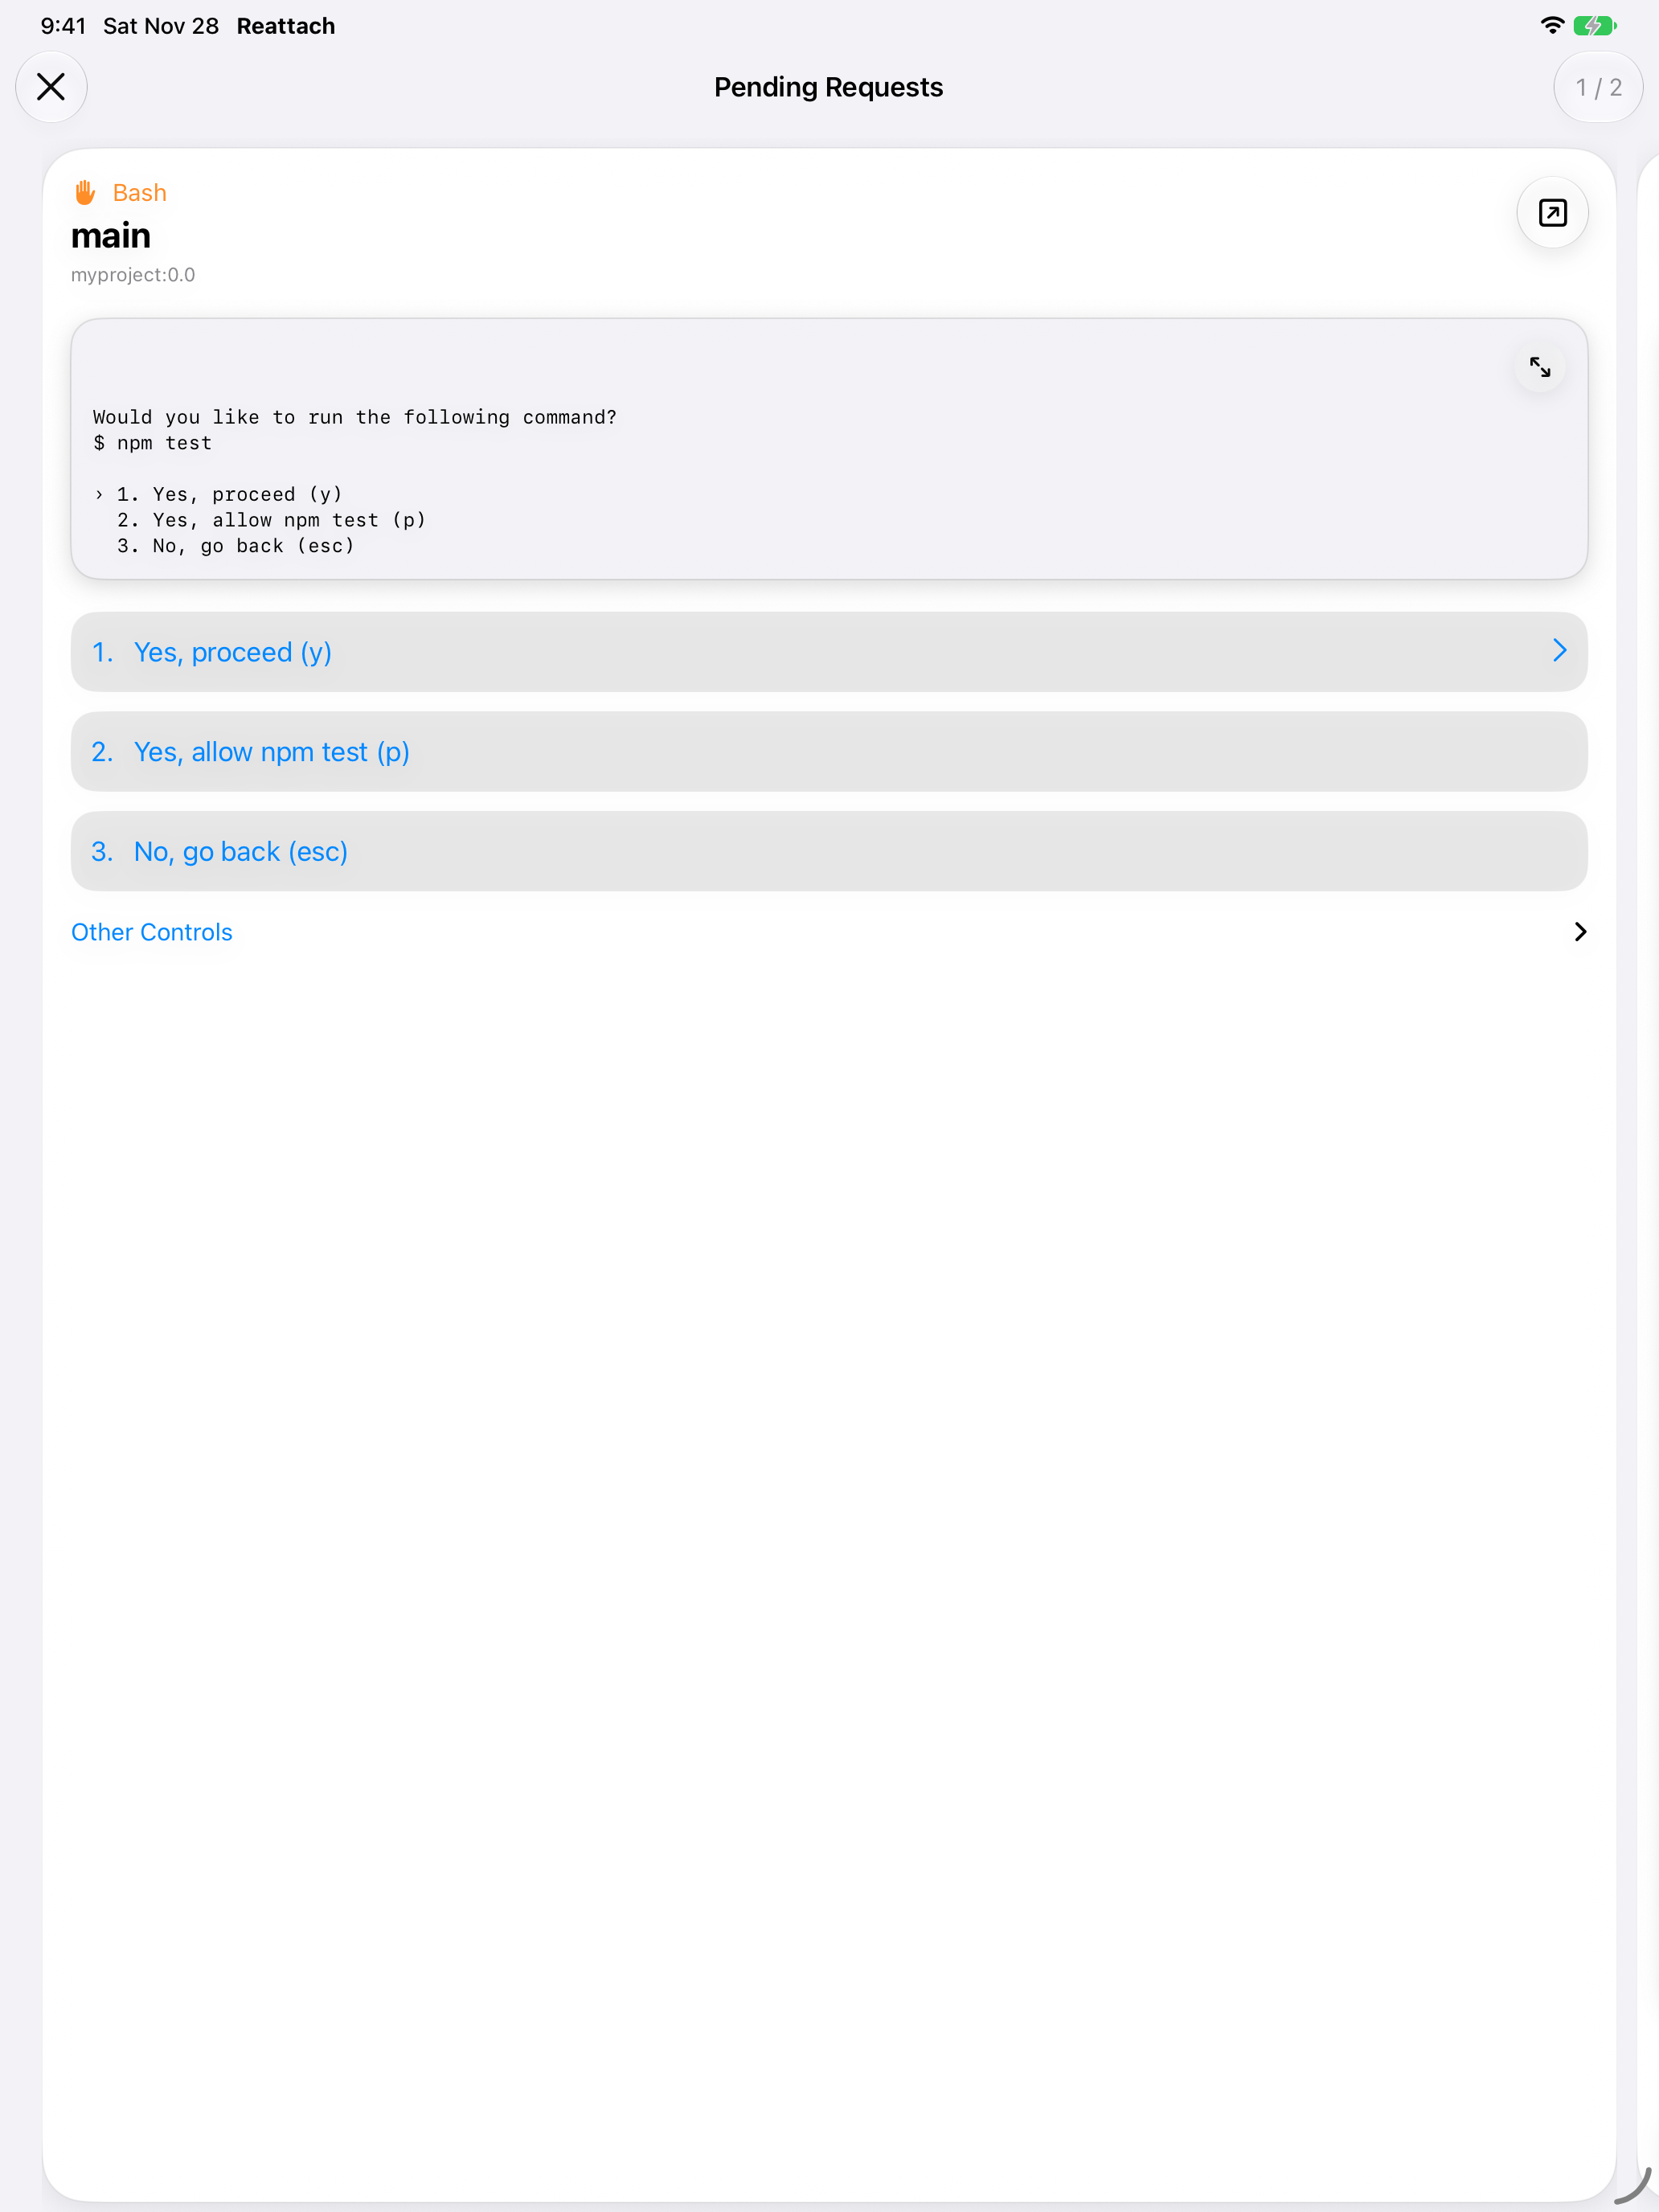 9:41 Sat Nov 28 Reattach
Pending Requests
1 / 2
Bash
main
myproject:0.0
Would you like to run the following command?
$ npm test
› 1. Yes, proceed (y)
2. Yes, allow npm test (p)
3. No, go back (esc)
1. Yes, proceed (y)
2. Yes, allow npm test (p)
3. No, go back (esc)
Other Controls